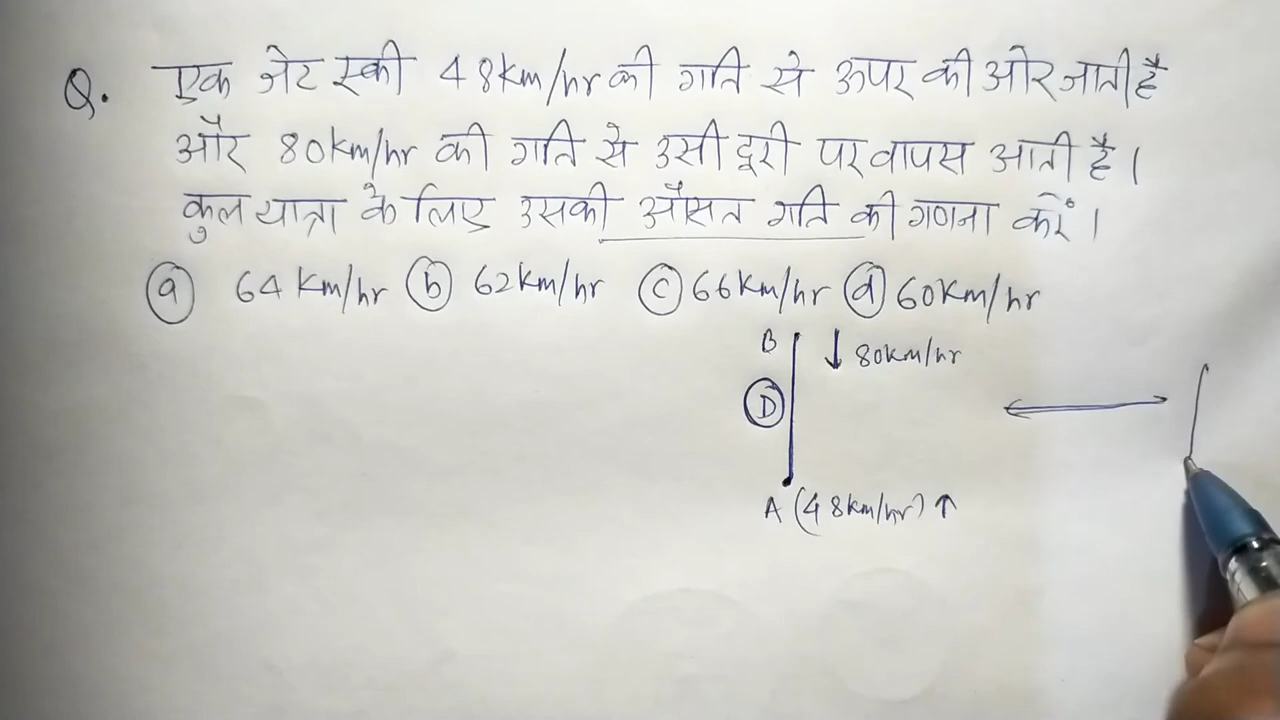 Q. एक जेट स्की 48km/hr की गति से ऊपर की ओर जाती है
और 80km/hr की गति से उसी दूरी पर वापस आती है।
कुल यात्रा के लिए उसकी औसत गति की गणना करें।
(a) 64 km/hr (b) 62km/hr (c) 66km/hr (d) 60km/hr
B ↓ 80km/hr
D
A (48km/hr) ↑